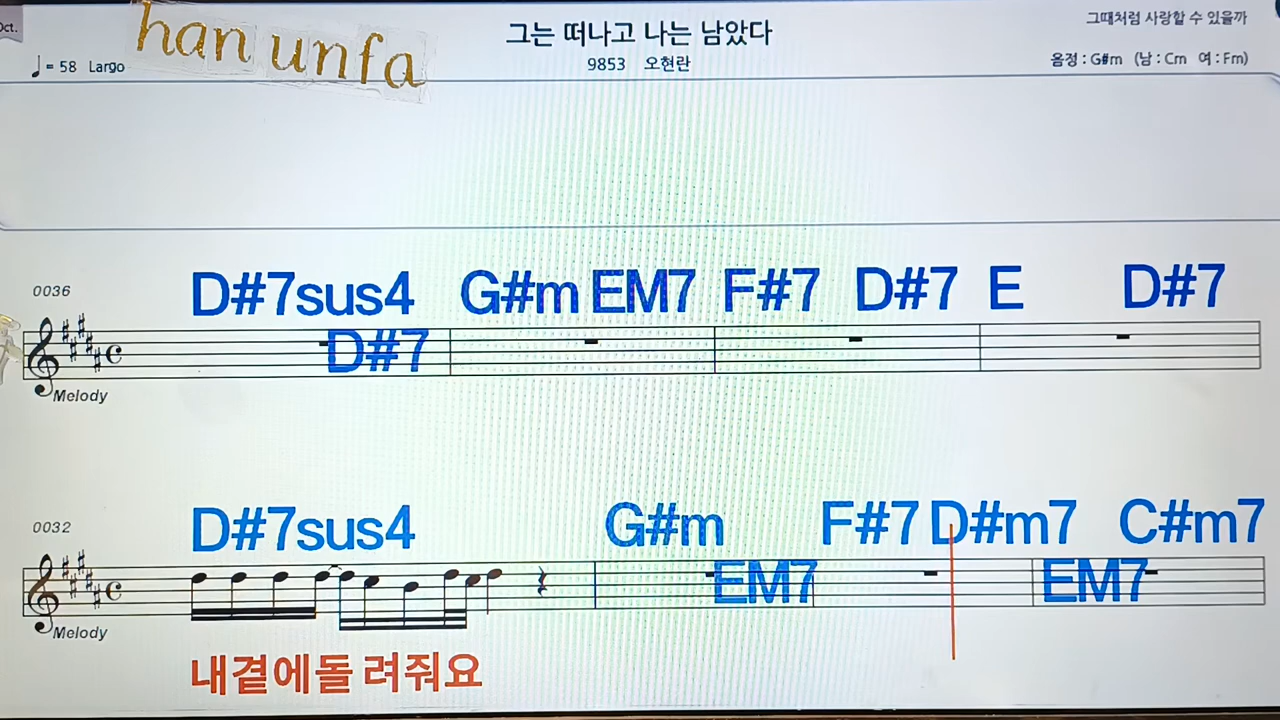 Oct.
han unfa
그는 떠나고 나는 남았다
그때처럼 사랑할 수 있을까
♩= 58 Largo
9853 오현란
음정 : G#m (남 : Cm 여 : Fm)
D#7sus4 G#m EM7 F#7 D#7 E D#7
0036
D#7
Melody
D#7sus4 G#m F#7 D#m7 C#m7
0032
EM7 EM7
Melody
내곁에돌 려줘요